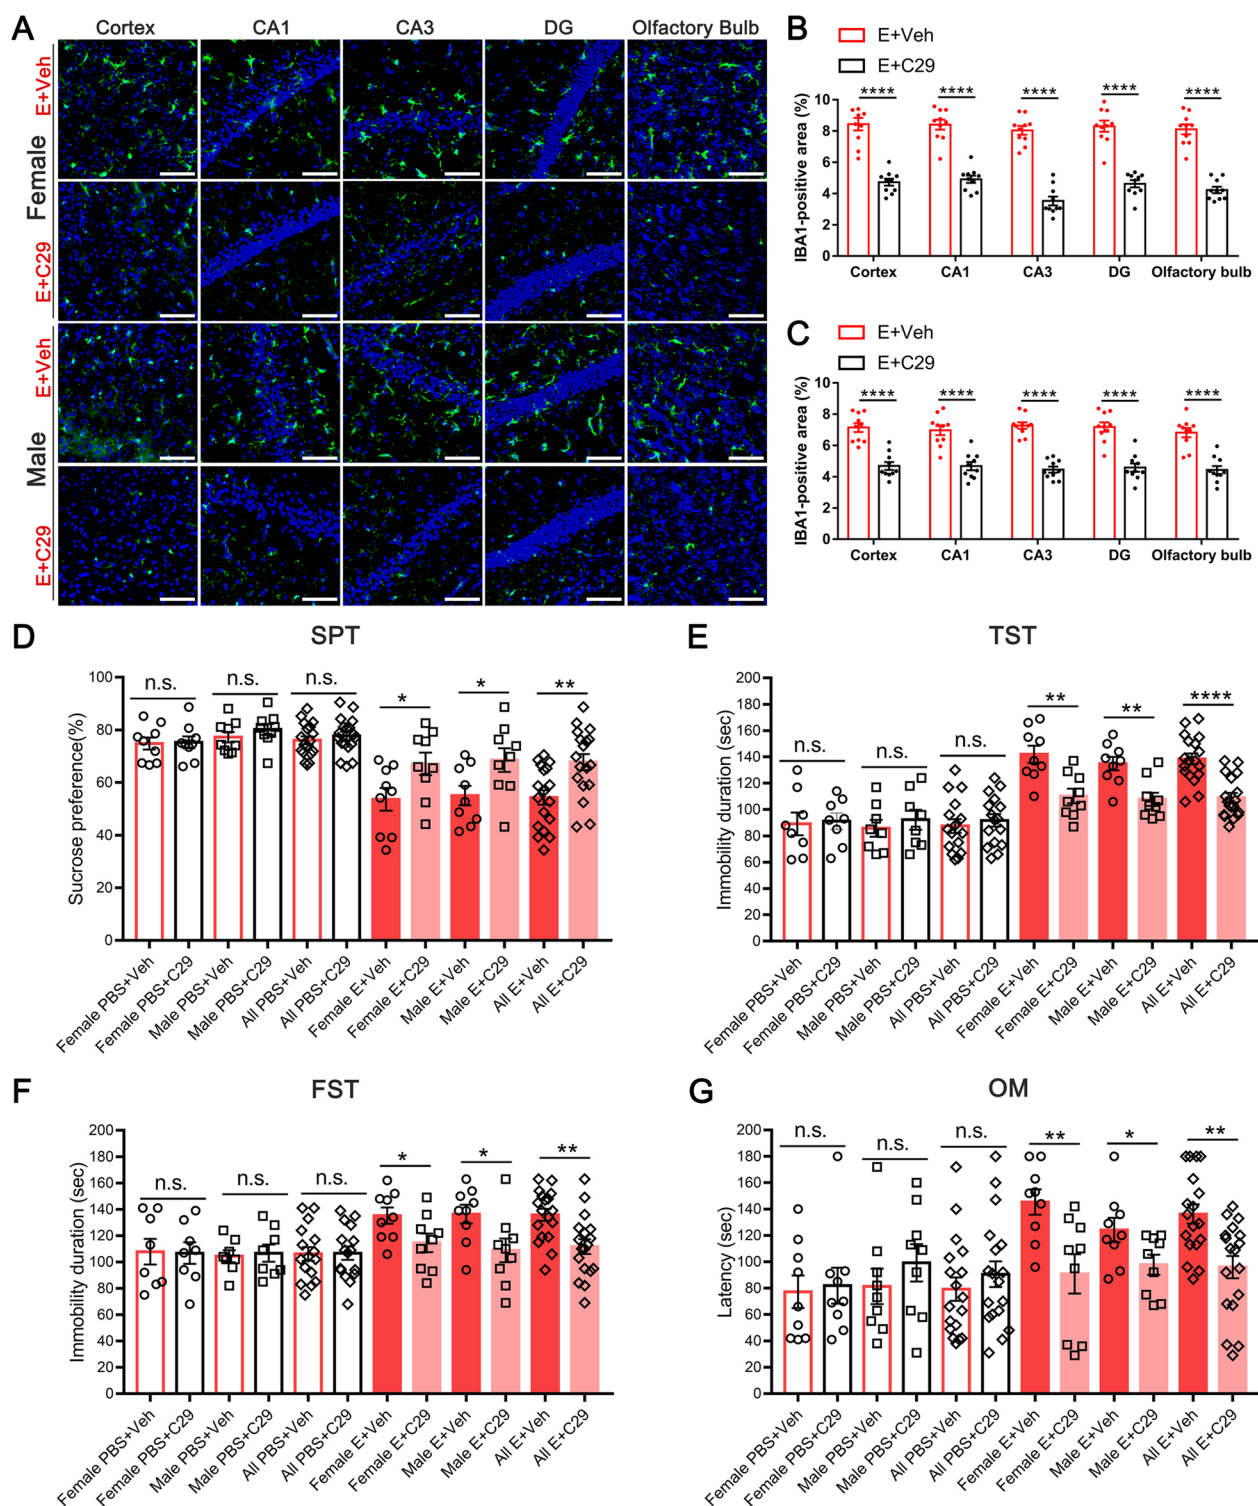 A
Cortex CA1 CA3 DG Olfactory Bulb
Female
E+Veh
E+C29
Male
E+Veh
E+C29
B
E+Veh
E+C29
**** **** **** **** ****
IBA1-positive area (%)
10
8
6
4
2
0
Cortex CA1 CA3 DG Olfactory bulb
C
E+Veh
E+C29
**** **** **** **** ****
IBA1-positive area (%)
10
8
6
4
2
0
Cortex CA1 CA3 DG Olfactory bulb
D
SPT
n.s. n.s. n.s. * * **
Sucrose preference(%)
100
80
60
40
20
0
Female PBS+Veh
Female PBS+C29
Male PBS+Veh
Male PBS+C29
All PBS+Veh
All PBS+C29
Female E+Veh
Female E+C29
Male E+Veh
Male E+C29
All E+Veh
All E+C29
E
TST
n.s. n.s. n.s. ** ** ****
Immobility duration (sec)
200
180
160
140
120
100
80
60
40
20
0
Female PBS+Veh
Female PBS+C29
Male PBS+Veh
Male PBS+C29
All PBS+Veh
All PBS+C29
Female E+Veh
Female E+C29
Male E+Veh
Male E+C29
All E+Veh
All E+C29
F
FST
n.s. n.s. n.s. * * **
Immobility duration (sec)
200
180
160
140
120
100
80
60
40
20
0
Female PBS+Veh
Female PBS+C29
Male PBS+Veh
Male PBS+C29
All PBS+Veh
All PBS+C29
Female E+Veh
Female E+C29
Male E+Veh
Male E+C29
All E+Veh
All E+C29
G
OM
n.s. n.s. n.s. ** * **
Latency (sec)
200
180
160
140
120
100
80
60
40
20
0
Female PBS+Veh
Female PBS+C29
Male PBS+Veh
Male PBS+C29
All PBS+Veh
All PBS+C29
Female E+Veh
Female E+C29
Male E+Veh
Male E+C29
All E+Veh
All E+C29